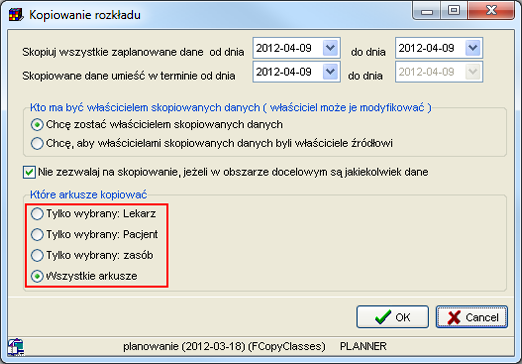 Kopiowanie rozkładu
Skopiuj wszystkie zaplanowane dane od dnia 2012-04-09 do dnia 2012-04-09
Skopiowane dane umieść w terminie od dnia 2012-04-09 do dnia 2012-04-09
Kto ma być właścicielem skopiowanych danych ( właściciel może je modyfikować )
Chcę zostać właścicielem skopiowanych danych
Chcę, aby właścicielami skopiowanych danych byli właściciele źródłowi
Nie zezwalaj na skopiowanie, jeżeli w obszarze docelowym są jakiekolwiek dane
Które arkusze kopiować
Tylko wybrany: Lekarz
Tylko wybrany: Pacjent
Tylko wybrany: zasób
Wszystkie arkusze
OK Cancel
planowanie (2012-03-18) (FCopyClasses) PLANNER